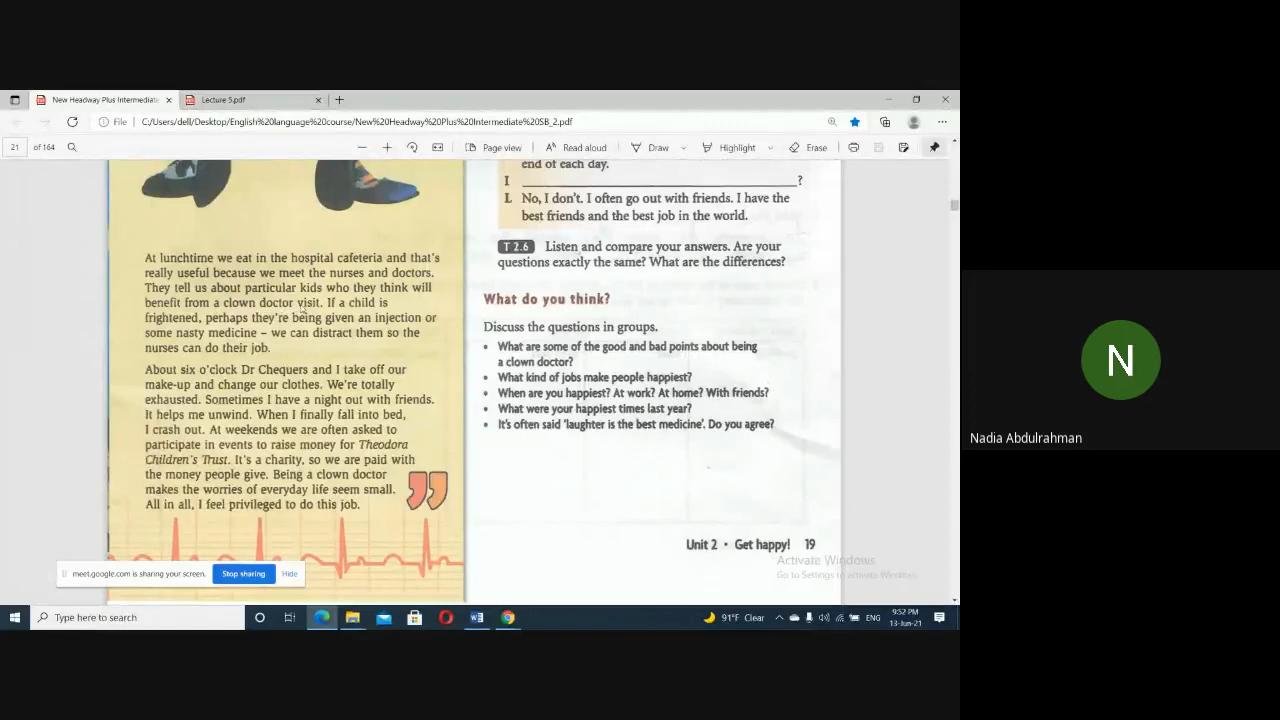 New Headway Plus Intermediate
Lecture 5.pdf
File
C:/Users/dell/Desktop/English%20language%20course/New%20Headway%20Plus%20Intermediate%20SB_2.pdf
21 of 164
Page view
Read aloud
Draw
Highlight
Erase
At lunchtime we eat in the hospital cafeteria and that's
really useful because we meet the nurses and doctors.
They tell us about particular kids who they think will
benefit from a clown doctor visit. If a child is
frightened, perhaps they're being given an injection or
some nasty medicine – we can distract them so the
nurses can do their job.
About six o'clock Dr Chequers and I take off our
make-up and change our clothes. We're totally
exhausted. Sometimes I have a night out with friends.
It helps me unwind. When I finally fall into bed,
I crash out. At weekends we are often asked to
participate in events to raise money for Theodora
Children's Trust. It's a charity, so we are paid with
the money people give. Being a clown doctor
makes the worries of everyday life seem small.
All in all, I feel privileged to do this job.
end of each day.
I ______________________________?
L No, I don't. I often go out with friends. I have the
best friends and the best job in the world.
T 2.6 Listen and compare your answers. Are your
questions exactly the same? What are the differences?
What do you think?
Discuss the questions in groups.
• What are some of the good and bad points about being
a clown doctor?
• What kind of jobs make people happiest?
• When are you happiest? At work? At home? With friends?
• What were your happiest times last year?
• It's often said 'laughter is the best medicine'. Do you agree?
Unit 2 • Get happy! 19
Activate Windows
Go to Settings to activate Windows.
meet.google.com is sharing your screen.
Stop sharing
Hide
Type here to search
91°F Clear
ENG
9:52 PM
13-Jun-21
N
Nadia Abdulrahman